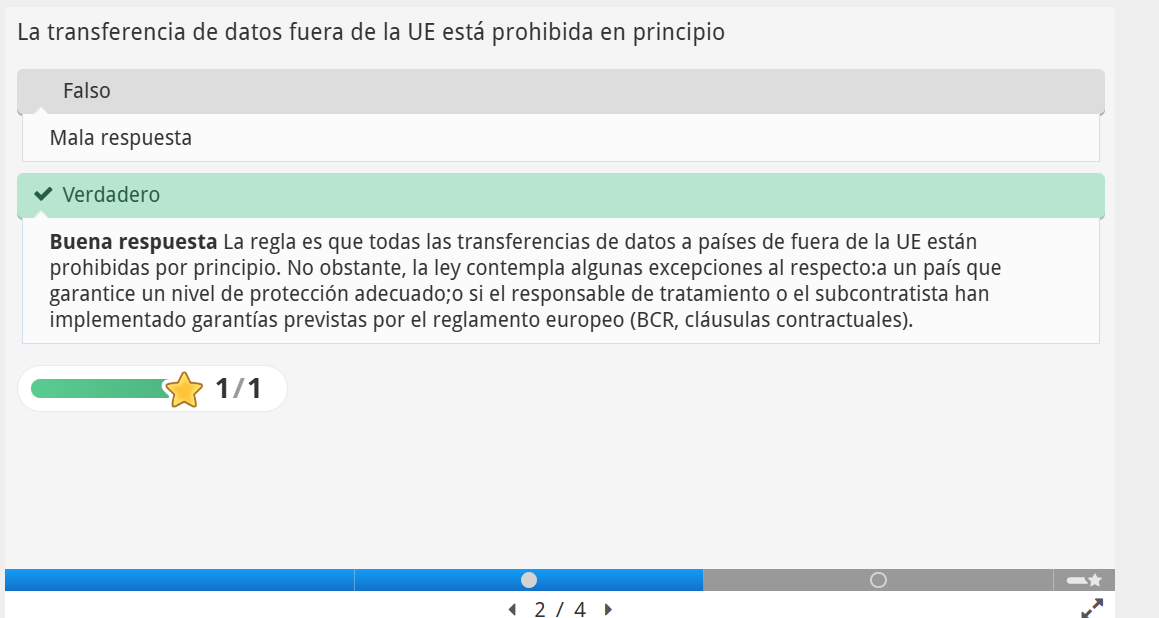 La transferencia de datos fuera de la UE está prohibida en principio
Falso
Mala respuesta
Verdadero
Buena respuesta La regla es que todas las transferencias de datos a países de fuera de la UE están
prohibidas por principio. No obstante, la ley contempla algunas excepciones al respecto:a un país que
garantice un nivel de protección adecuado;o si el responsable de tratamiento o el subcontratista han
implementado garantías previstas por el reglamento europeo (BCR, cláusulas contractuales).
1/1
2 / 4